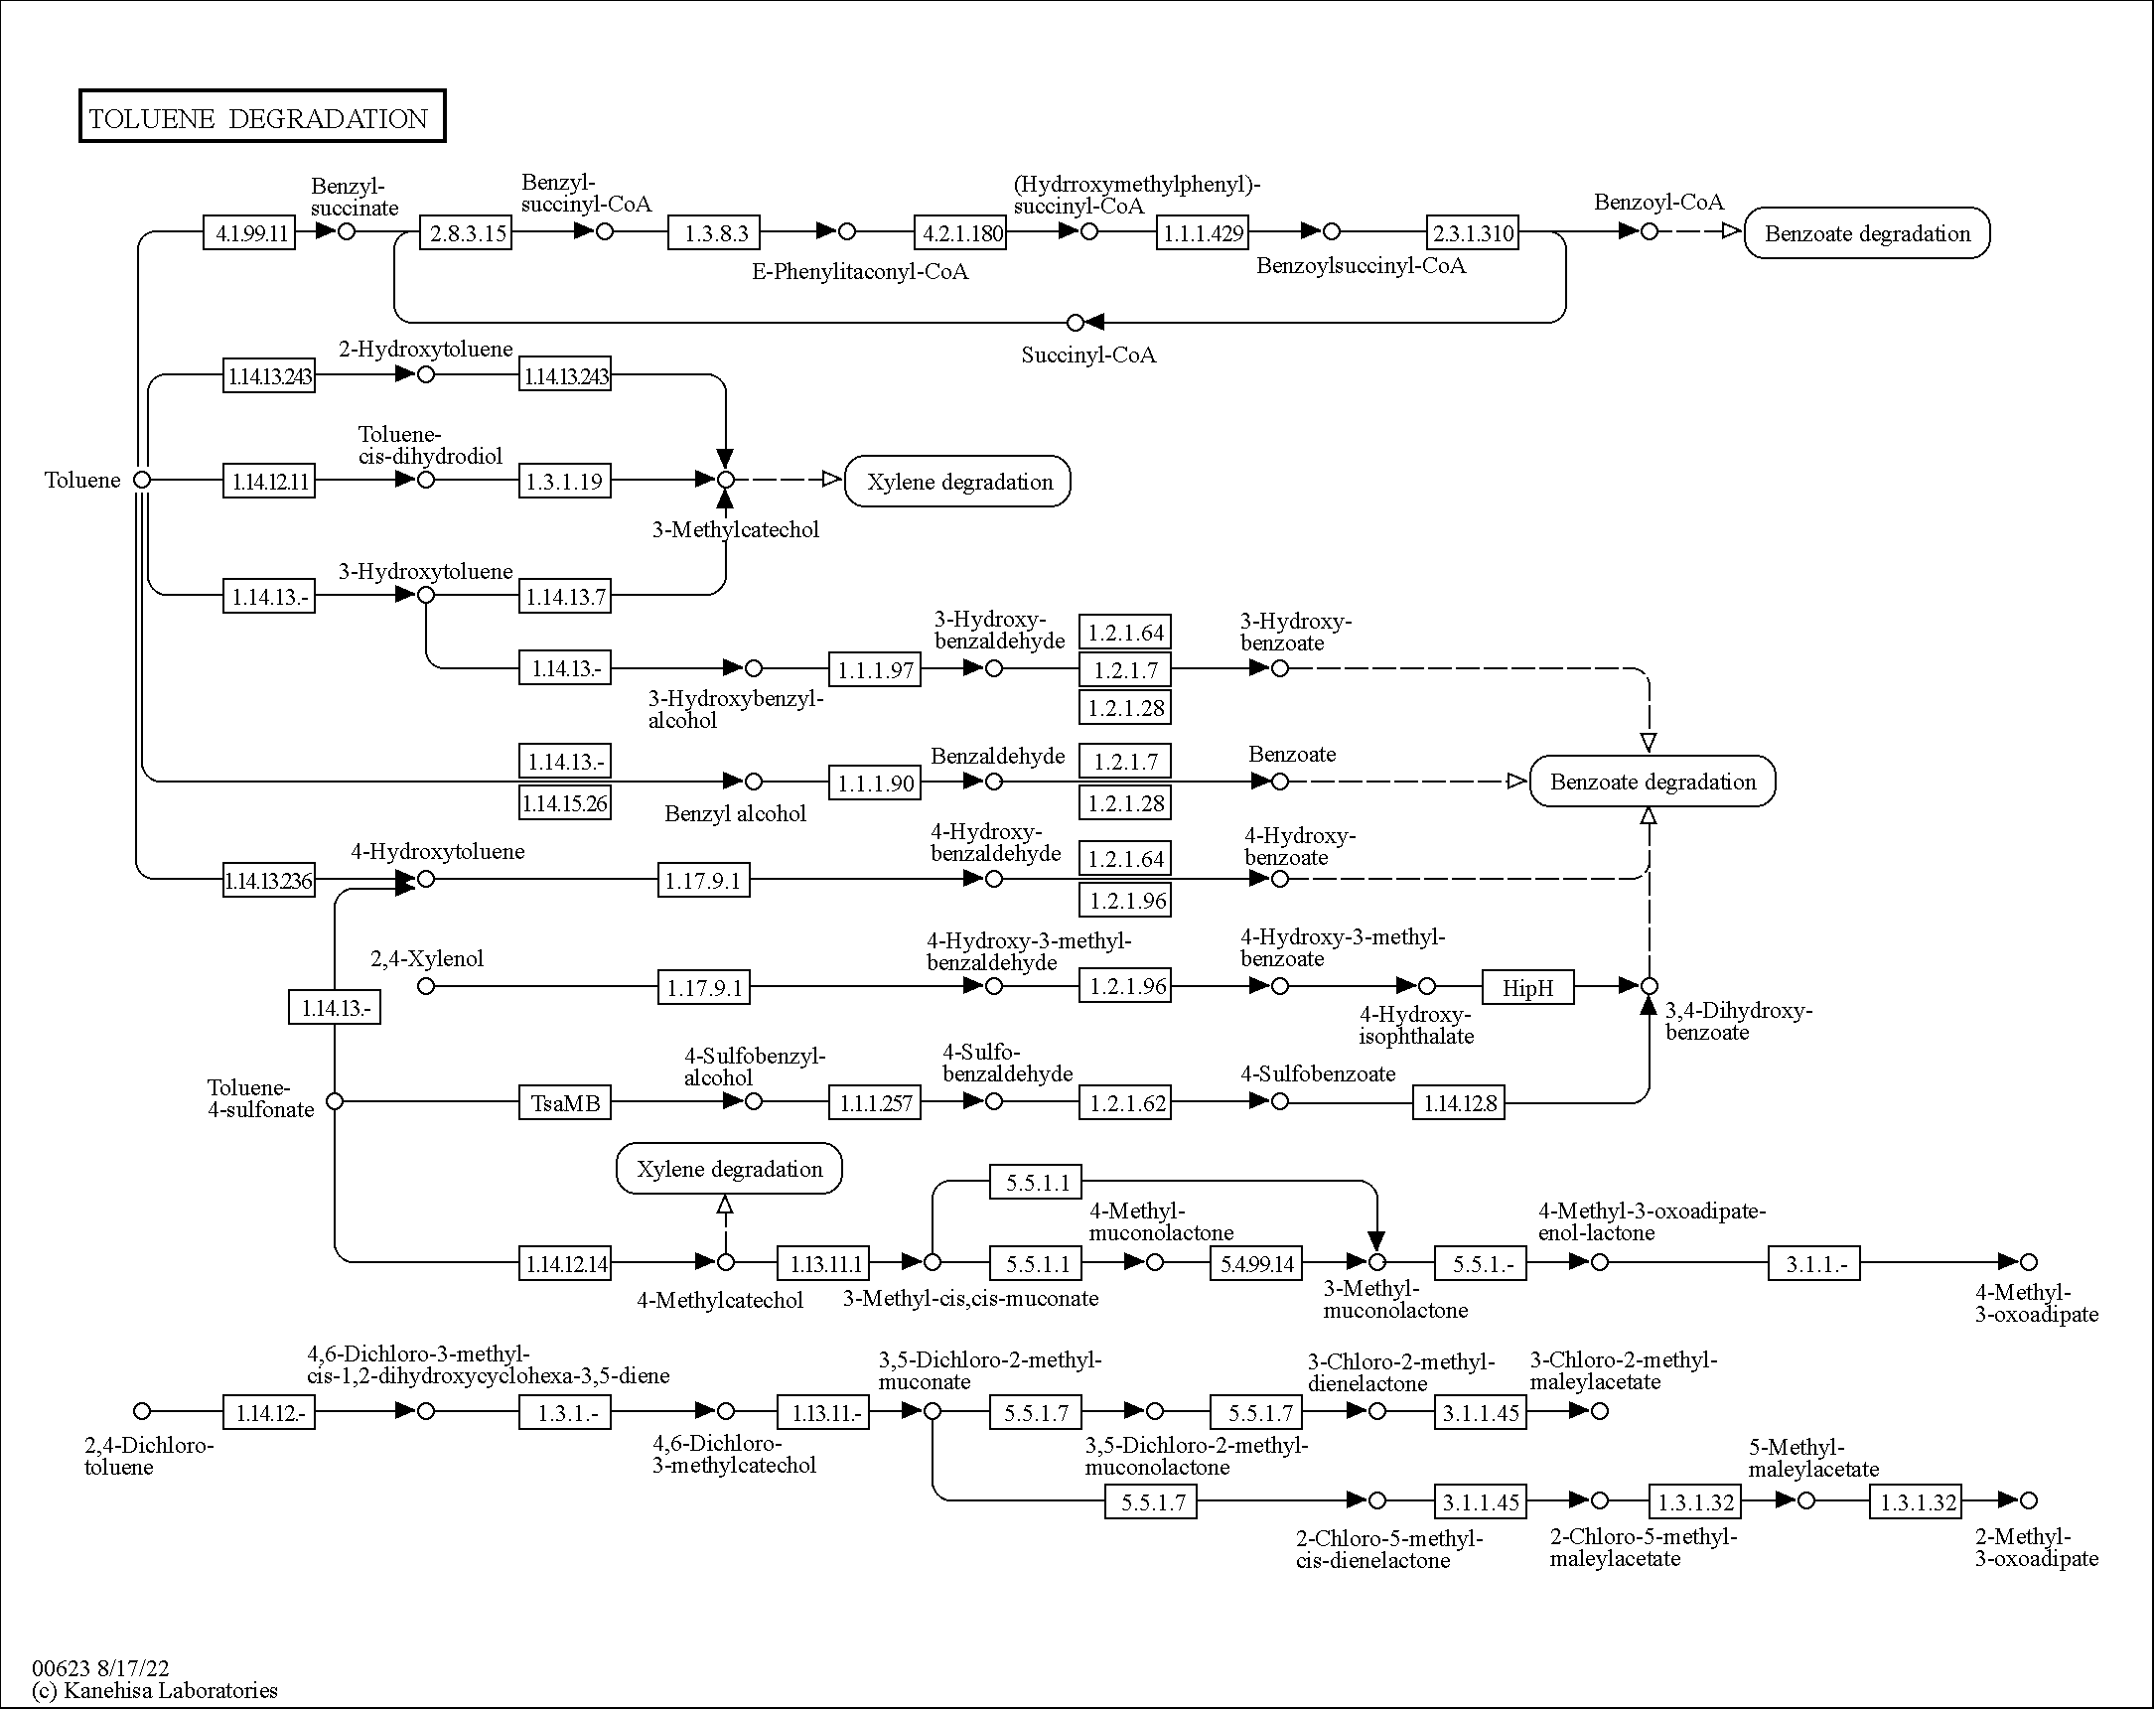 TOLUENE DEGRADATION
Benzyl-
succinate
Benzyl-
succinyl-CoA
(Hydrroxymethylphenyl)-
succinyl-CoA
Benzoyl-CoA
4.1.99.11
2.8.3.15
1.3.8.3
4.2.1.180
1.1.1.429
2.3.1.310
Benzoate degradation
E-Phenylitaconyl-CoA
Benzoylsuccinyl-CoA
Succinyl-CoA
2-Hydroxytoluene
1.14.13.243
1.14.13.243
Toluene-
cis-dihydrodiol
Toluene
1.14.12.11
1.3.1.19
Xylene degradation
3-Methylcatechol
3-Hydroxytoluene
1.14.13.-
1.14.13.7
3-Hydroxy-
benzaldehyde
3-Hydroxy-
benzoate
1.2.1.64
1.14.13.-
1.1.1.97
1.2.1.7
1.2.1.28
3-Hydroxybenzyl-
alcohol
1.14.13.-
Benzaldehyde
1.2.1.7
Benzoate
1.1.1.90
Benzoate degradation
1.14.15.26
1.2.1.28
Benzyl alcohol
4-Hydroxytoluene
4-Hydroxy-
benzaldehyde
1.2.1.64
4-Hydroxy-
benzoate
1.14.13.236
1.17.9.1
1.2.1.96
2,4-Xylenol
4-Hydroxy-3-methyl-
benzaldehyde
4-Hydroxy-3-methyl-
benzoate
1.17.9.1
1.2.1.96
HipH
1.14.13.-
4-Hydroxy-
isophthalate
3,4-Dihydroxy-
benzoate
4-Sulfobenzyl-
alcohol
4-Sulfo-
benzaldehyde
4-Sulfobenzoate
Toluene-
4-sulfonate
TsaMB
1.1.1.257
1.2.1.62
1.14.12.8
Xylene degradation
5.5.1.1
4-Methyl-
muconolactone
4-Methyl-3-oxoadipate-
enol-lactone
1.14.12.14
1.13.11.1
5.5.1.1
5.4.99.14
5.5.1.-
3.1.1.-
4-Methylcatechol
3-Methyl-cis,cis-muconate
3-Methyl-
muconolactone
4-Methyl-
3-oxoadipate
4,6-Dichloro-3-methyl-
cis-1,2-dihydroxycyclohexa-3,5-diene
3,5-Dichloro-2-methyl-
muconate
3-Chloro-2-methyl-
dienelactone
3-Chloro-2-methyl-
maleylacetate
1.14.12.-
1.3.1.-
1.13.11.-
5.5.1.7
5.5.1.7
3.1.1.45
2,4-Dichloro-
toluene
4,6-Dichloro-
3-methylcatechol
3,5-Dichloro-2-methyl-
muconolactone
5-Methyl-
maleylacetate
5.5.1.7
3.1.1.45
1.3.1.32
1.3.1.32
2-Chloro-5-methyl-
cis-dienelactone
2-Chloro-5-methyl-
maleylacetate
2-Methyl-
3-oxoadipate
00623 8/17/22
(c) Kanehisa Laboratories